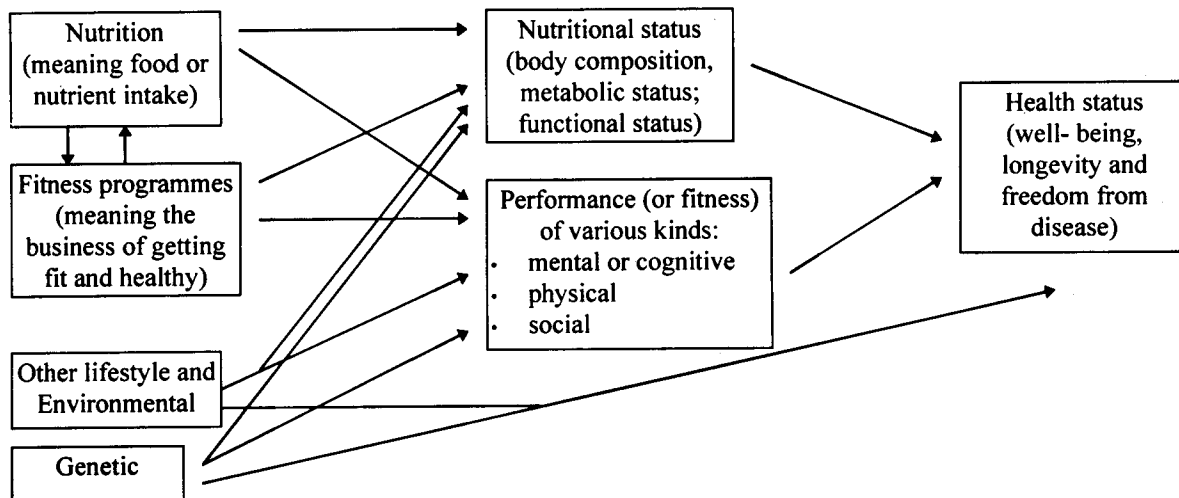 Nutrition
(meaning food or
nutrient intake)
Fitness programmes
(meaning the
business of getting
fit and healthy)
Other lifestyle and
Environmental
Genetic
Nutritional status
(body composition,
metabolic status;
functional status)
Performance (or fitness)
of various kinds:
· mental or cognitive
· physical
· social
Health status
(well- being,
longevity and
freedom from
disease)